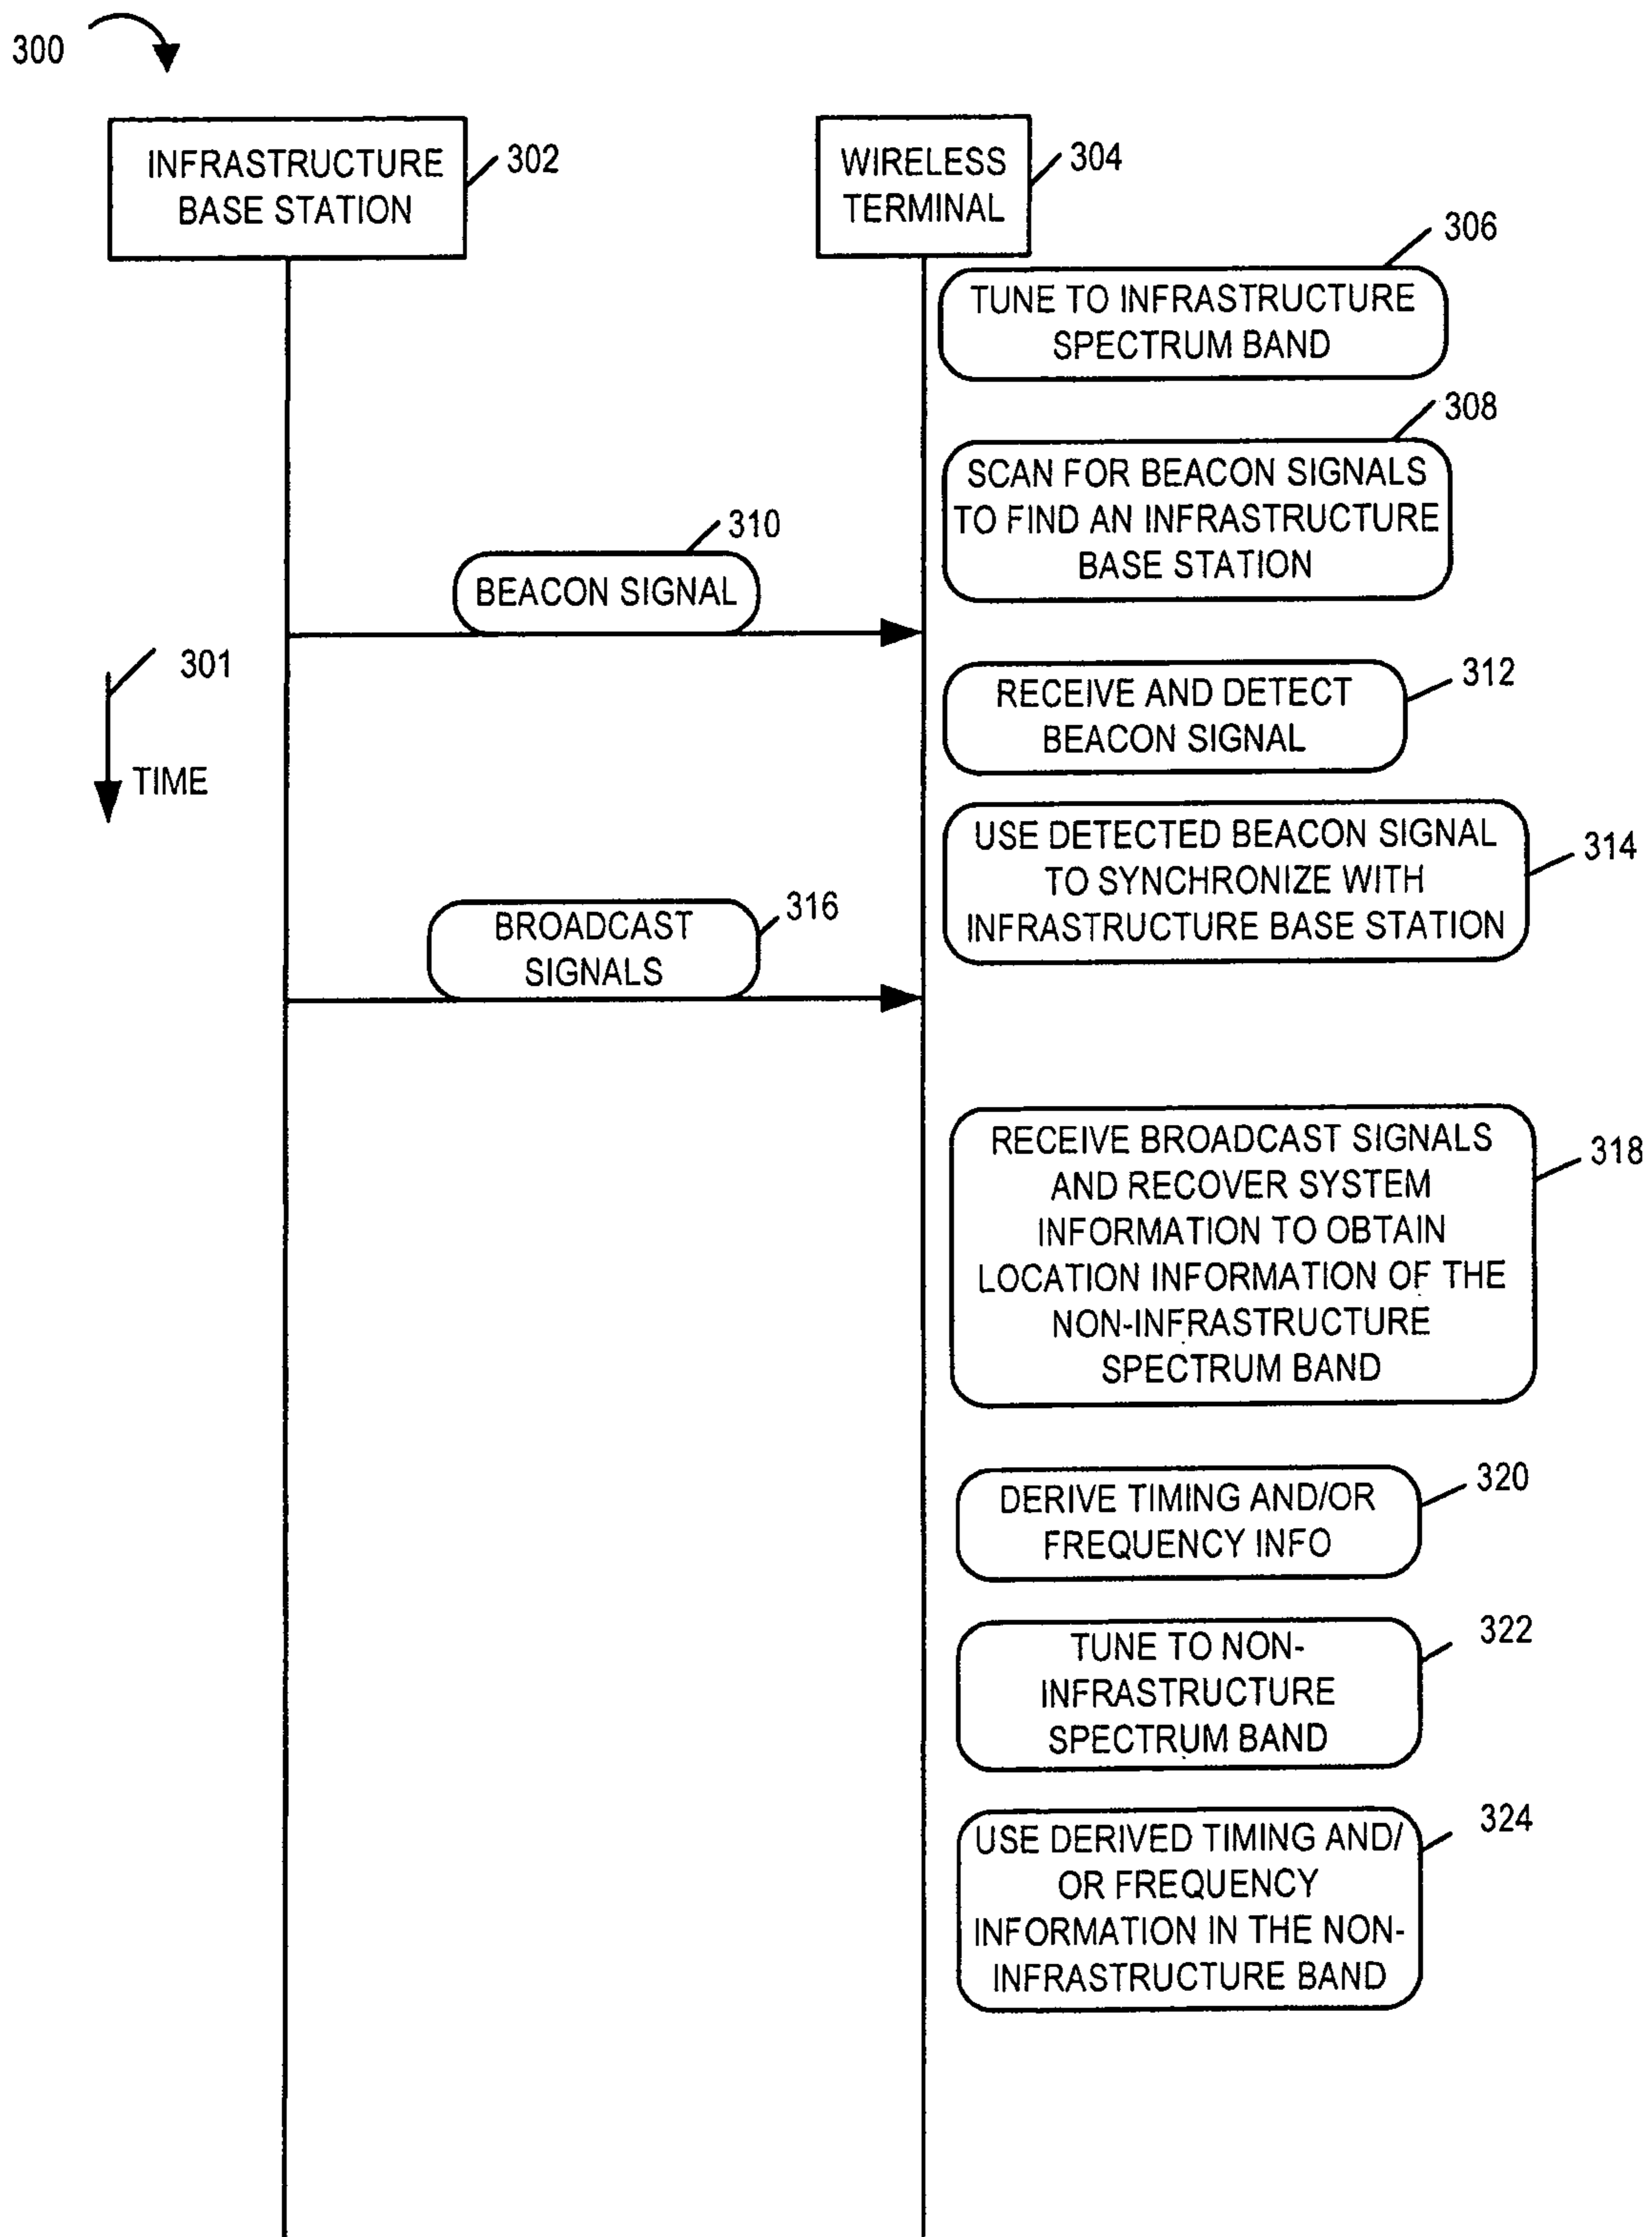 300
INFRASTRUCTURE
BASE STATION
302
WIRELESS
TERMINAL
304
306
TUNE TO INFRASTRUCTURE
SPECTRUM BAND
308
SCAN FOR BEACON SIGNALS
TO FIND AN INFRASTRUCTURE
BASE STATION
310
BEACON SIGNAL
301
TIME
312
RECEIVE AND DETECT
BEACON SIGNAL
314
USE DETECTED BEACON SIGNAL
TO SYNCHRONIZE WITH
INFRASTRUCTURE BASE STATION
316
BROADCAST
SIGNALS
318
RECEIVE BROADCAST SIGNALS
AND RECOVER SYSTEM
INFORMATION TO OBTAIN
LOCATION INFORMATION OF THE
NON-INFRASTRUCTURE
SPECTRUM BAND
320
DERIVE TIMING AND/OR
FREQUENCY INFO
322
TUNE TO NON-
INFRASTRUCTURE
SPECTRUM BAND
324
USE DERIVED TIMING AND/
OR FREQUENCY
INFORMATION IN THE NON-
INFRASTRUCTURE BAND